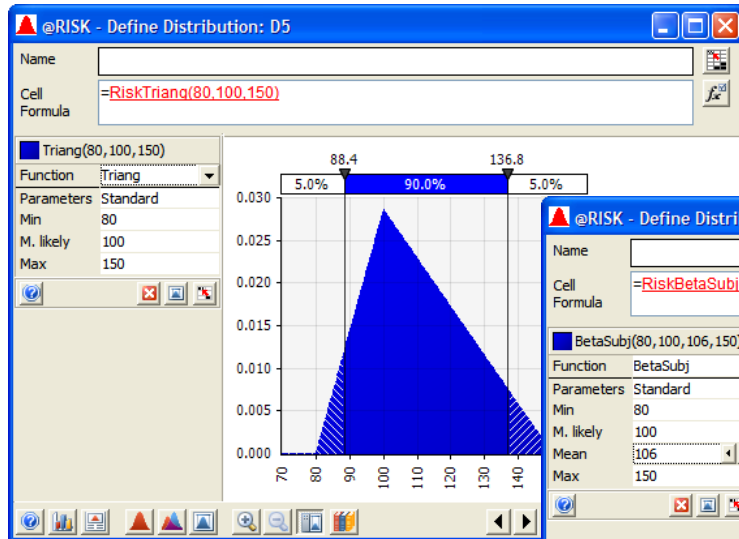 @RISK - Define Distribution: D5
Name
Cell Formula =RiskTriang(80,100,150)
Triang(80,100,150)
Function Triang
Parameters Standard
Min 80
M. likely 100
Max 150
88.4 136.8
5.0% 90.0% 5.0%
0.030
0.025
0.020
0.015
0.010
0.005
0.000
70 80 90 100 110 120 130 140
@RISK - Define Distri
Name
Cell Formula =RiskBetaSubj
BetaSubj(80,100,106,150)
Function BetaSubj
Parameters Standard
Min 80
M. likely 100
Mean 106
Max 150